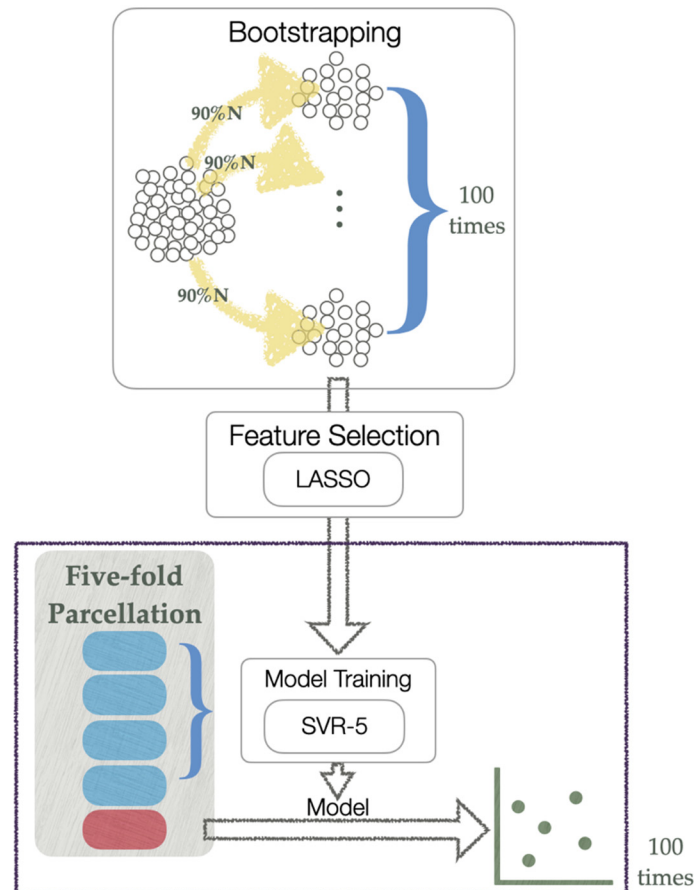 Bootstrapping
90%N
90%N
90%N
100
times
Feature Selection
LASSO
Five-fold
Parcellation
Model Training
SVR-5
Model
100
times